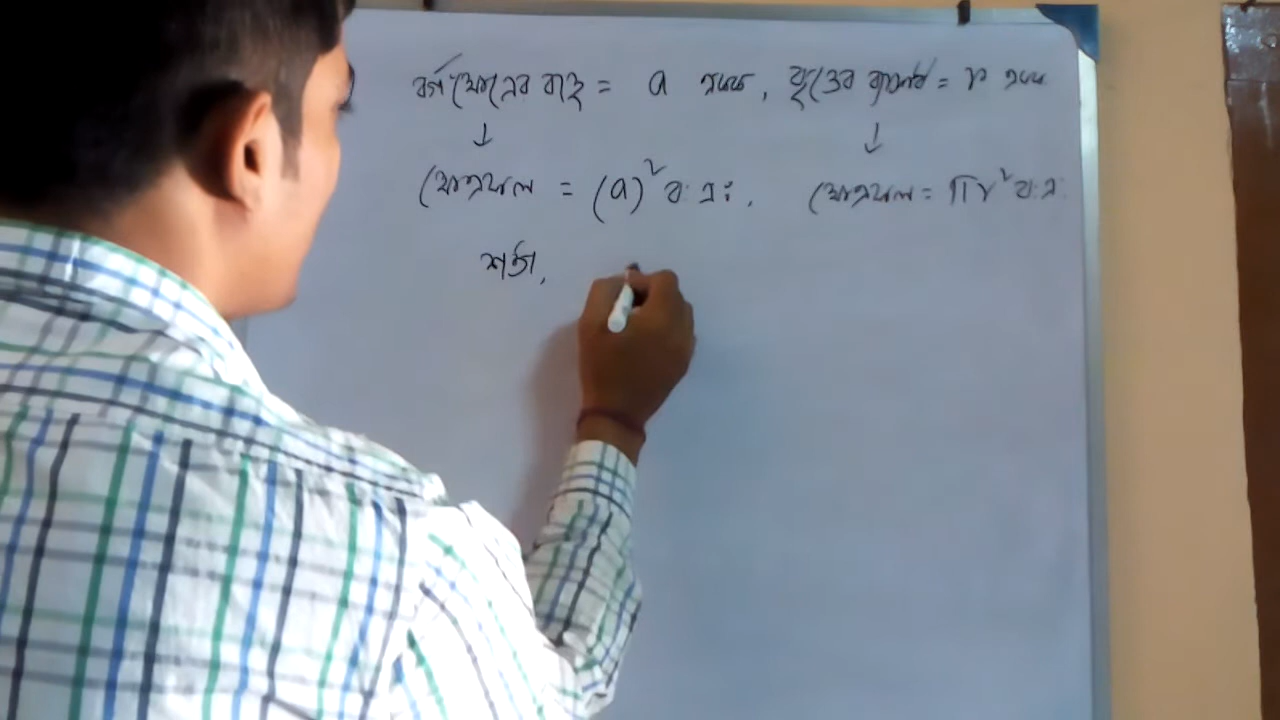 বর্গক্ষেত্রের বাহু = a একক, বৃত্তের ব্যাসার্ধ = r একক
↓ ↓
ক্ষেত্রফল = (a)² ব: এ: , ক্ষেত্রফল = πr² ব: এ:
শর্ত,